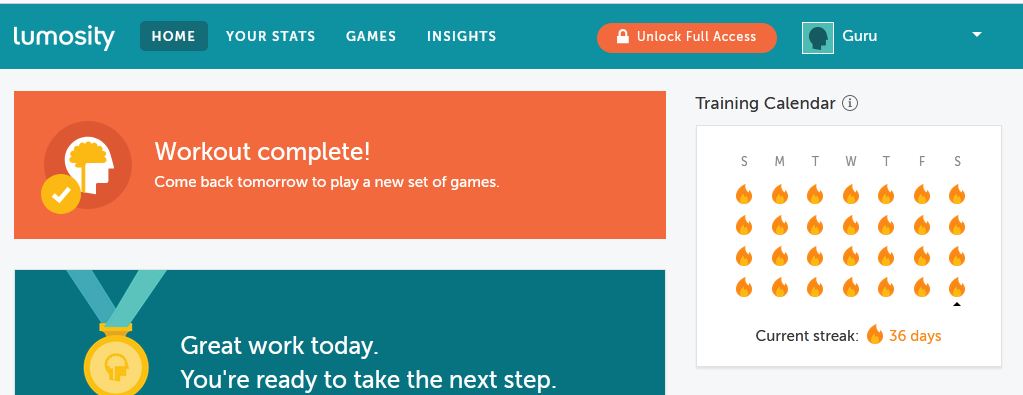 lumosity HOME YOUR STATS GAMES INSIGHTS Unlock Full Access Guru
Workout complete!
Come back tomorrow to play a new set of games.
Great work today.
You're ready to take the next step.
Training Calendar i
S M T W T F S
Current streak: 36 days